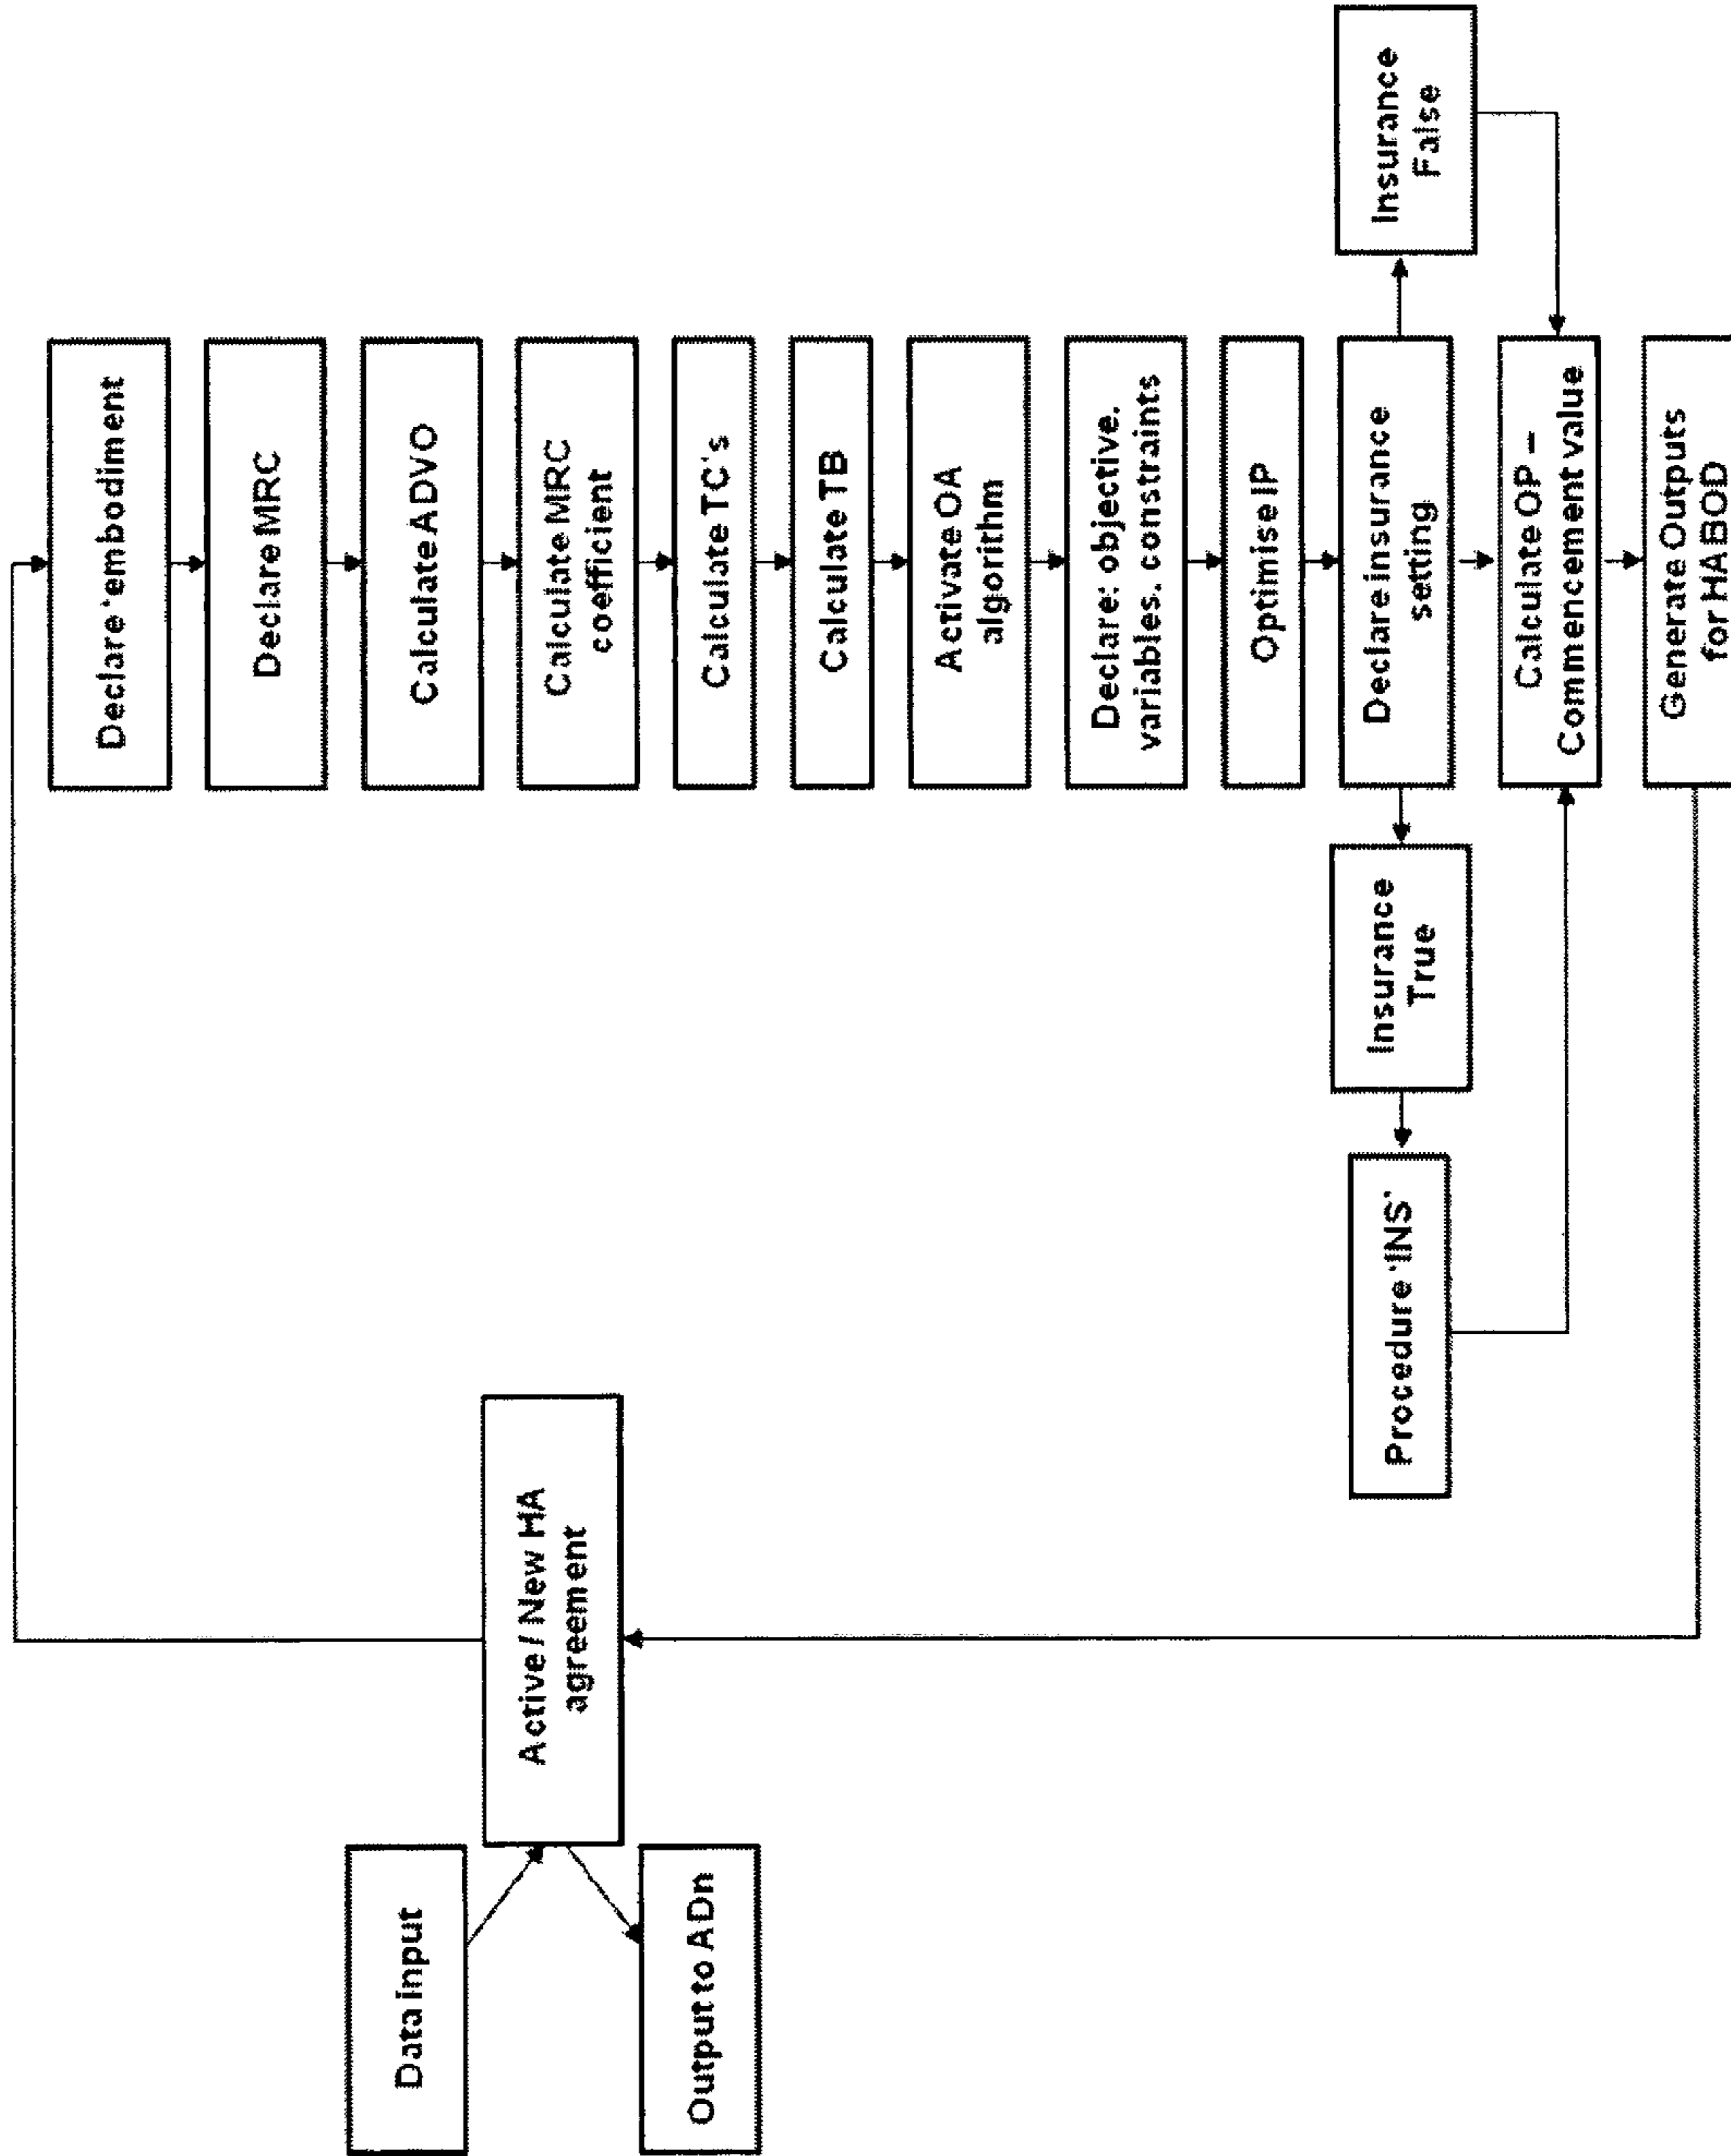 Data input
Output to ADn
Active / New HA
agreement
Declare 'embodiment
Declare MRC
Calculate ADVO
Calculate MRC
coefficient
Calculate TC's
Calculate TB
Activate OA
algorithm
Declare: objective,
variables, constraints
Optimise IP
Declare insurance
setting
Insurance
True
Procedure 'INS'
Insurance
False
Calculate OP –
Commencement value
Generate Outputs
for HABOD